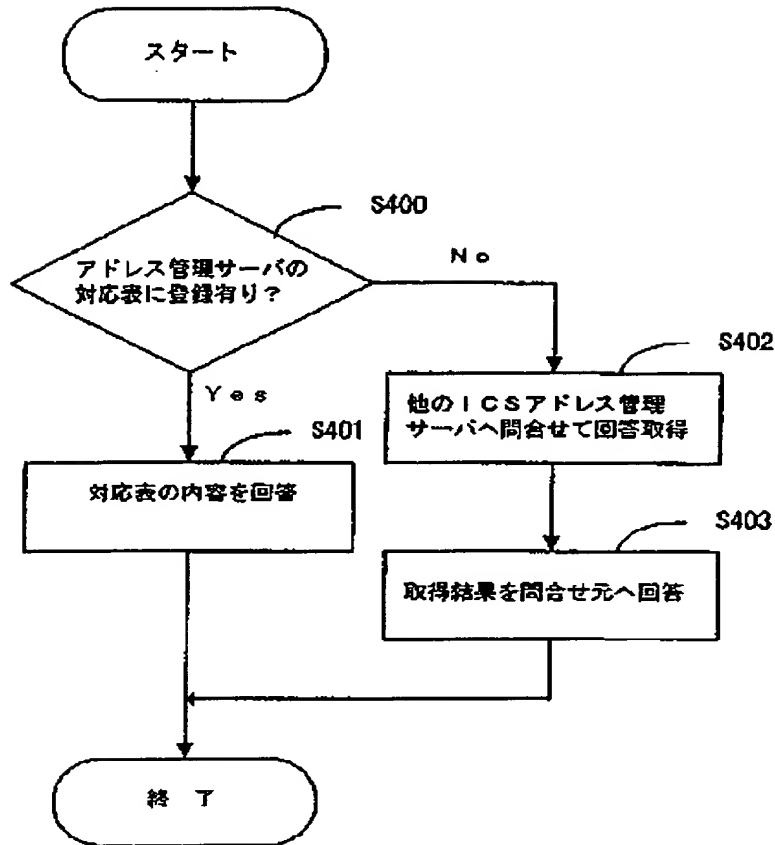 スタート
S400
アドレス管理サーバの
対応表に登録有り？
No
Yes
S402
他のICSアドレス管理
サーバへ問合せて回答取得
S401
対応表の内容を回答
S403
取得結果を問合せ元へ回答
終 了